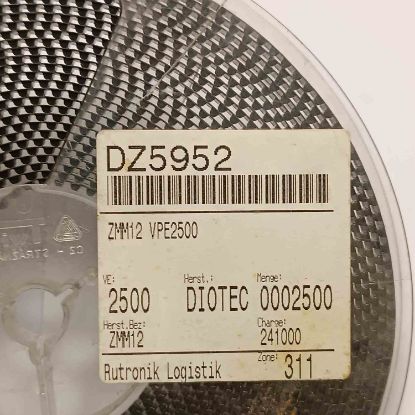 DZ5952
ZMM12 VPE2500
VE: Herst.: Menge:
2500 DIOTEC 0002500
Herst.Bez: Charge:
ZMM12 241000
Zone: 311
Rutronik Logistik